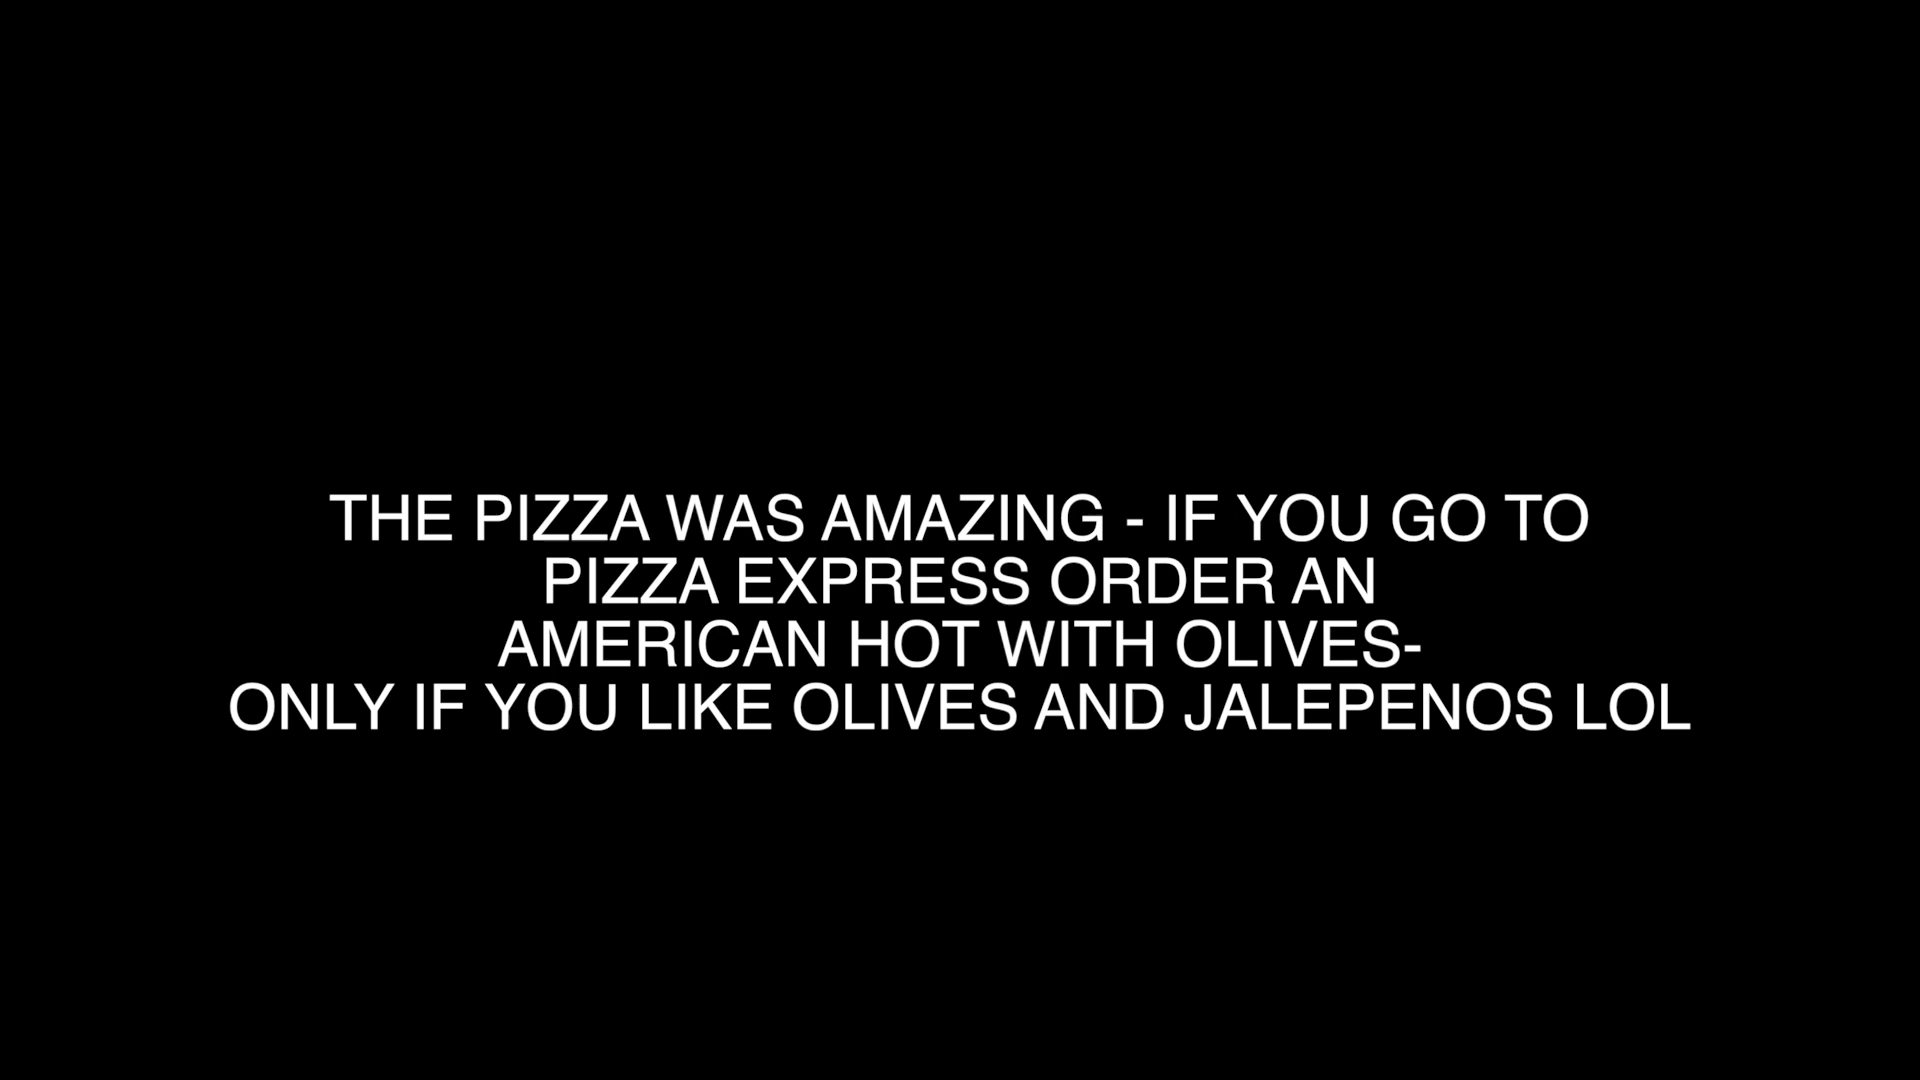 THE PIZZA WAS AMAZING - IF YOU GO TO
PIZZA EXPRESS ORDER AN
AMERICAN HOT WITH OLIVES-
ONLY IF YOU LIKE OLIVES AND JALEPENOS LOL